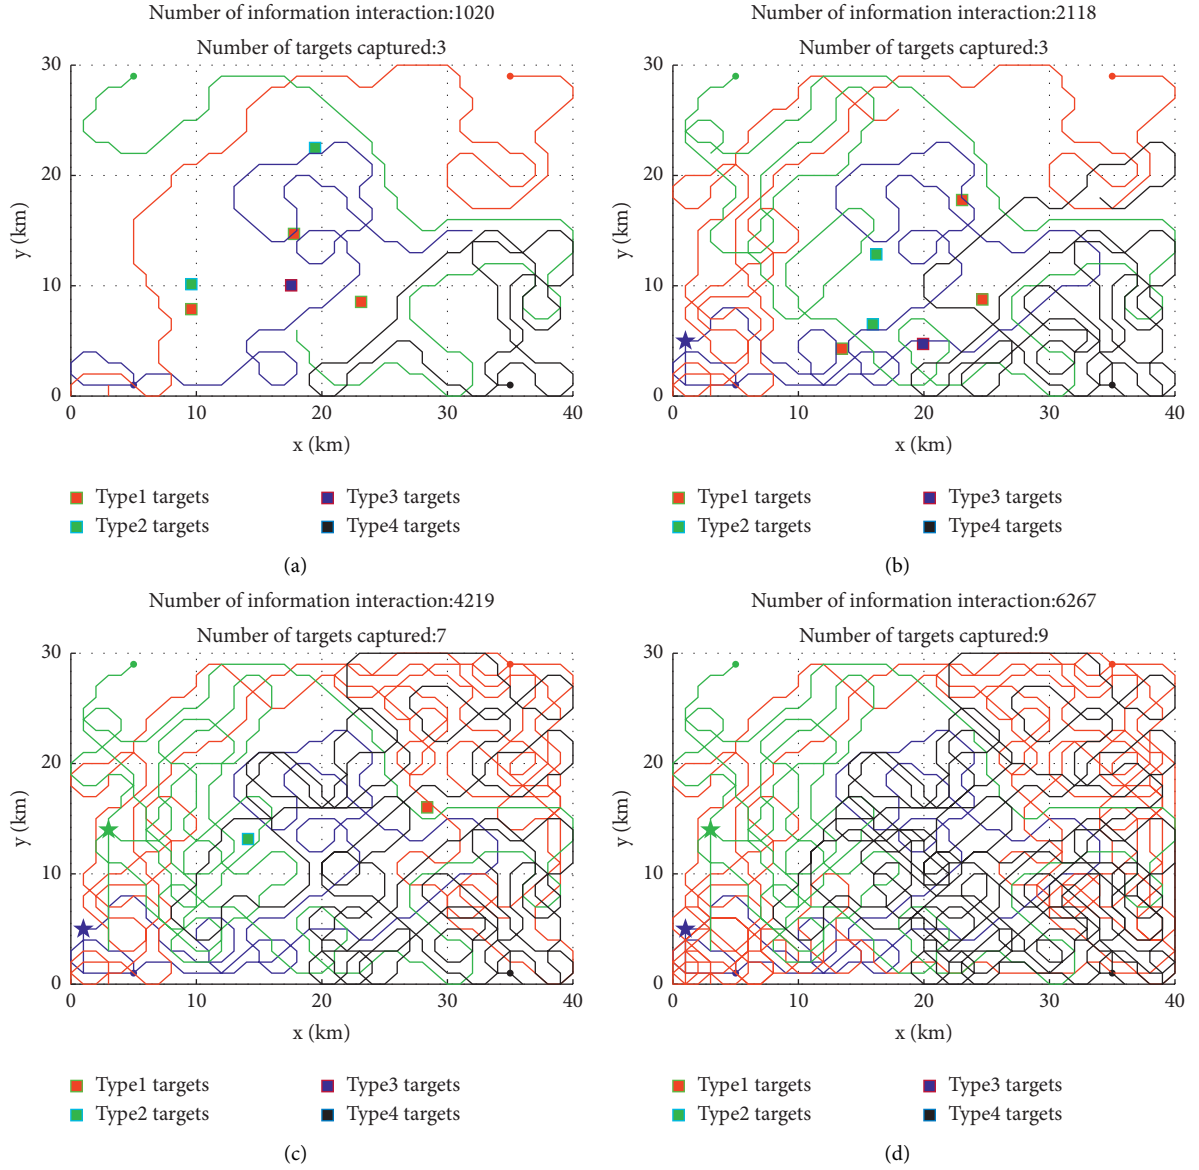 Number of information interaction:1020
Number of targets captured:3
30
20
10
0
y (km)
0 10 20 30 40
x (km)
Type1 targets Type3 targets
Type2 targets Type4 targets
(a)
Number of information interaction:2118
Number of targets captured:3
30
20
10
0
y (km)
0 10 20 30 40
x (km)
Type1 targets Type3 targets
Type2 targets Type4 targets
(b)
Number of information interaction:4219
Number of targets captured:7
30
20
10
0
y (km)
0 10 20 30 40
x (km)
Type1 targets Type3 targets
Type2 targets Type4 targets
(c)
Number of information interaction:6267
Number of targets captured:9
30
20
10
0
y (km)
0 10 20 30 40
x (km)
Type1 targets Type3 targets
Type2 targets Type4 targets
(d)